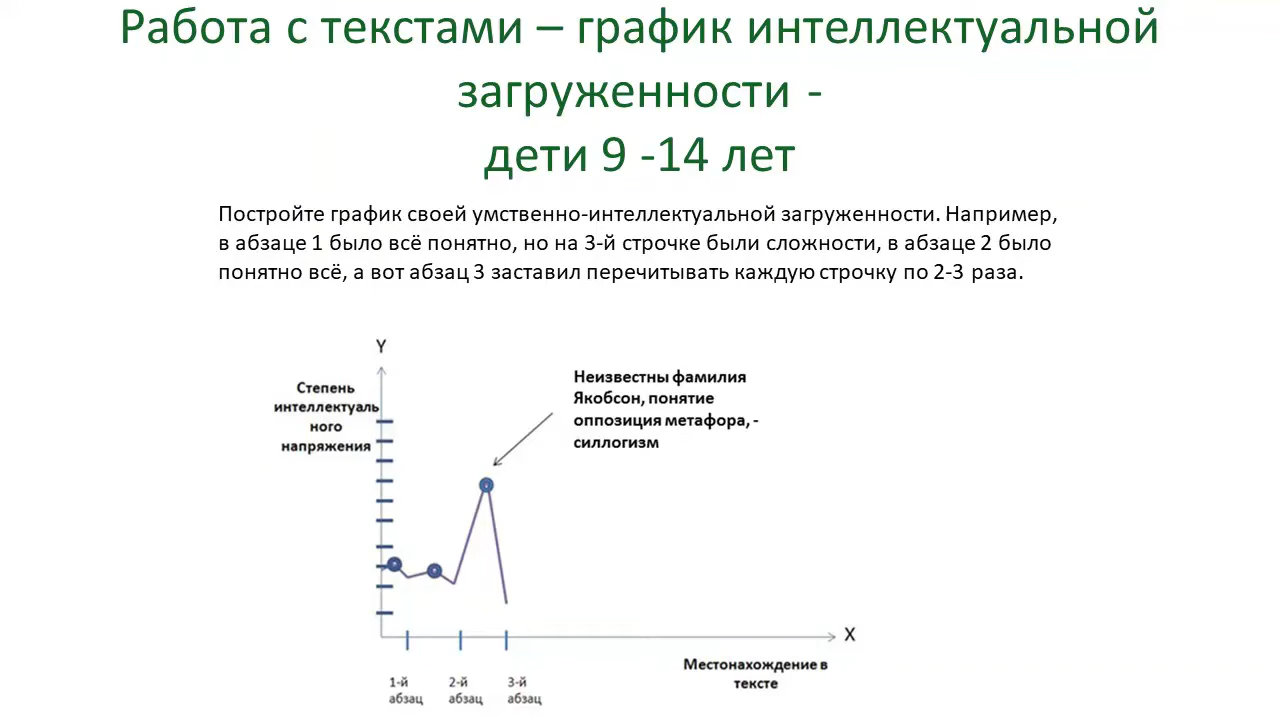 Работа с текстами – график интеллектуальной
загруженности -
дети 9 -14 лет
Постройте график своей умственно-интеллектуальной загруженности. Например,
в абзаце 1 было всё понятно, но на 3-й строчке были сложности, в абзаце 2 было
понятно всё, а вот абзац 3 заставил перечитывать каждую строчку по 2-3 раза.
Y
Степень
интеллектуаль
ного
напряжения
Неизвестны фамилия
Якобсон, понятие
оппозиция метафора, -
силлогизм
X
Местонахождение в
тексте
1-й
абзац
2-й
абзац
3-й
абзац